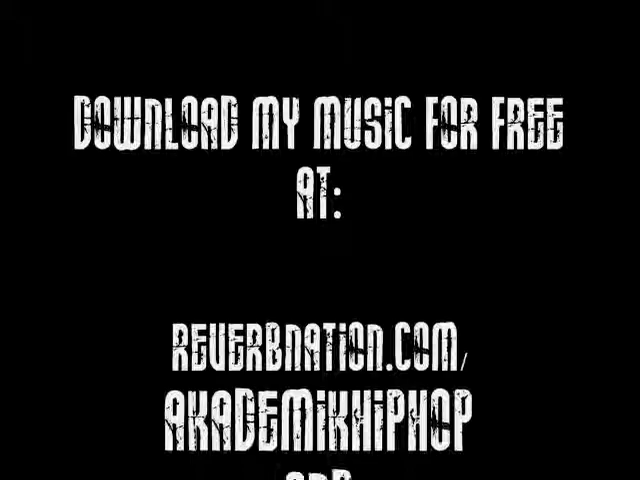 DOWNLOAD MY MUSIC FOR FREE
AT:
REVERBNATION.COM/
AKADEMIKHIPHOP